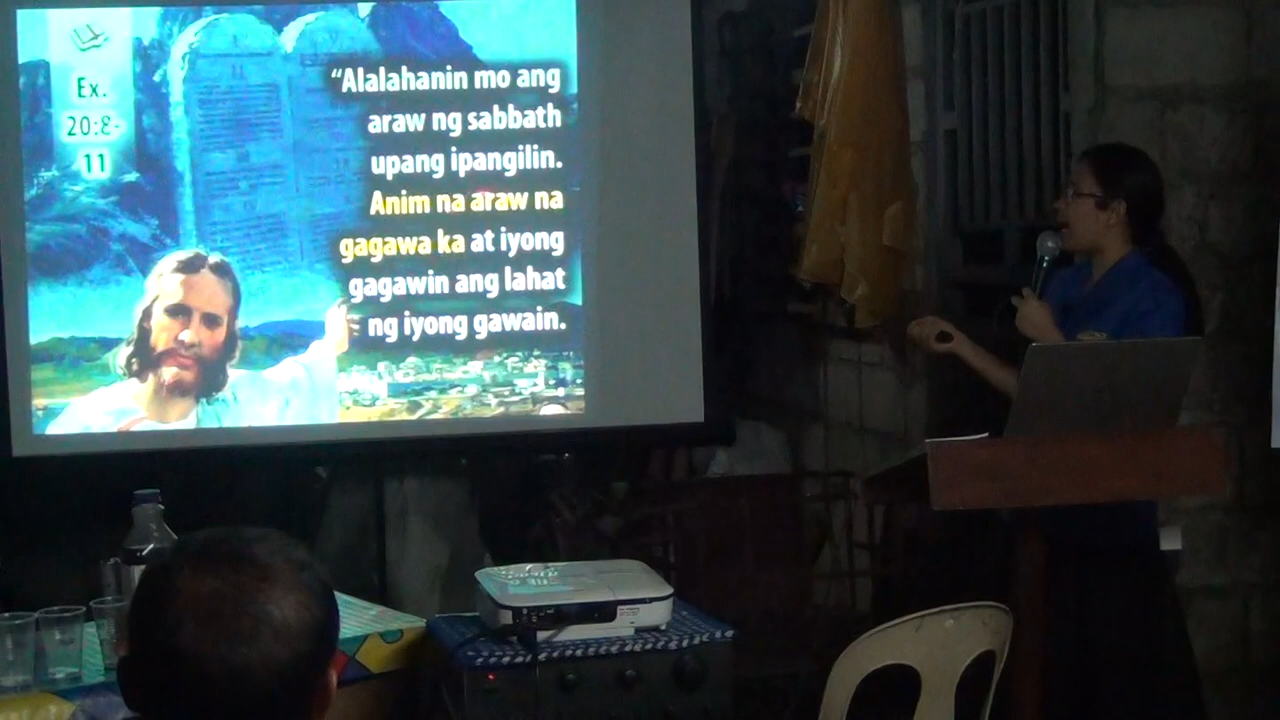 Ex.
20:8-
11
“Alalahanin mo ang
araw ng sabbath
upang ipangilin.
Anim na araw na
gagawa ka at iyong
gagawin ang lahat
ng iyong gawain.